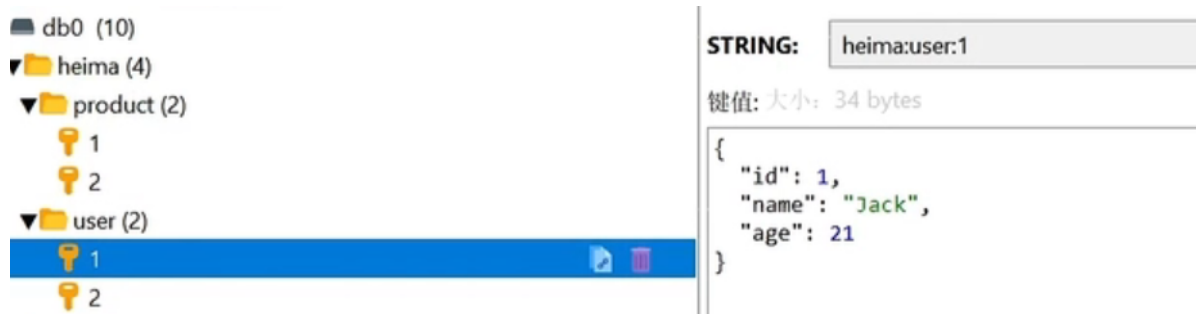 db0 (10)
heima (4)
product (2)
1
2
user (2)
1
2
STRING: heima:user:1
键值: 大小: 34 bytes
{
"id": 1,
"name": "Jack",
"age": 21
}